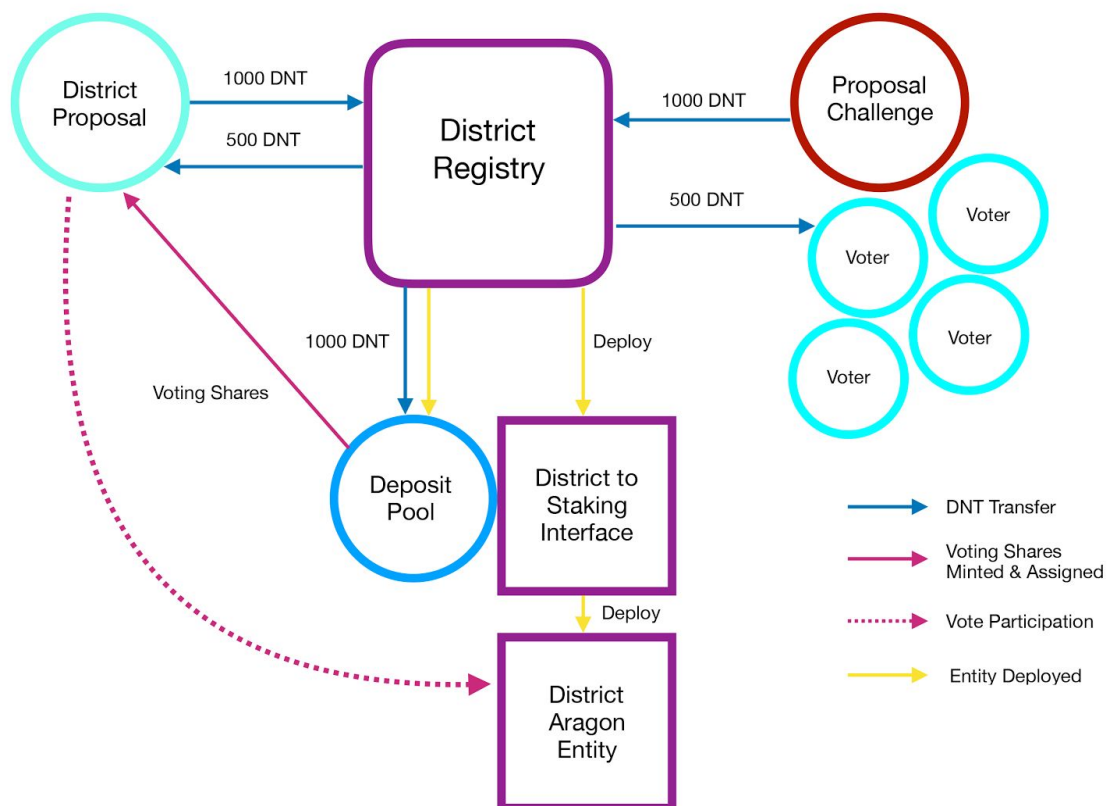 District
Proposal
1000 DNT
500 DNT
District
Registry
1000 DNT
Proposal
Challenge
500 DNT
Voter
Voter
Voter
Voter
1000 DNT
Deploy
Voting Shares
Deposit
Pool
District to
Staking
Interface
Deploy
District
Aragon
Entity
DNT Transfer
Voting Shares
Minted & Assigned
Vote Participation
Entity Deployed